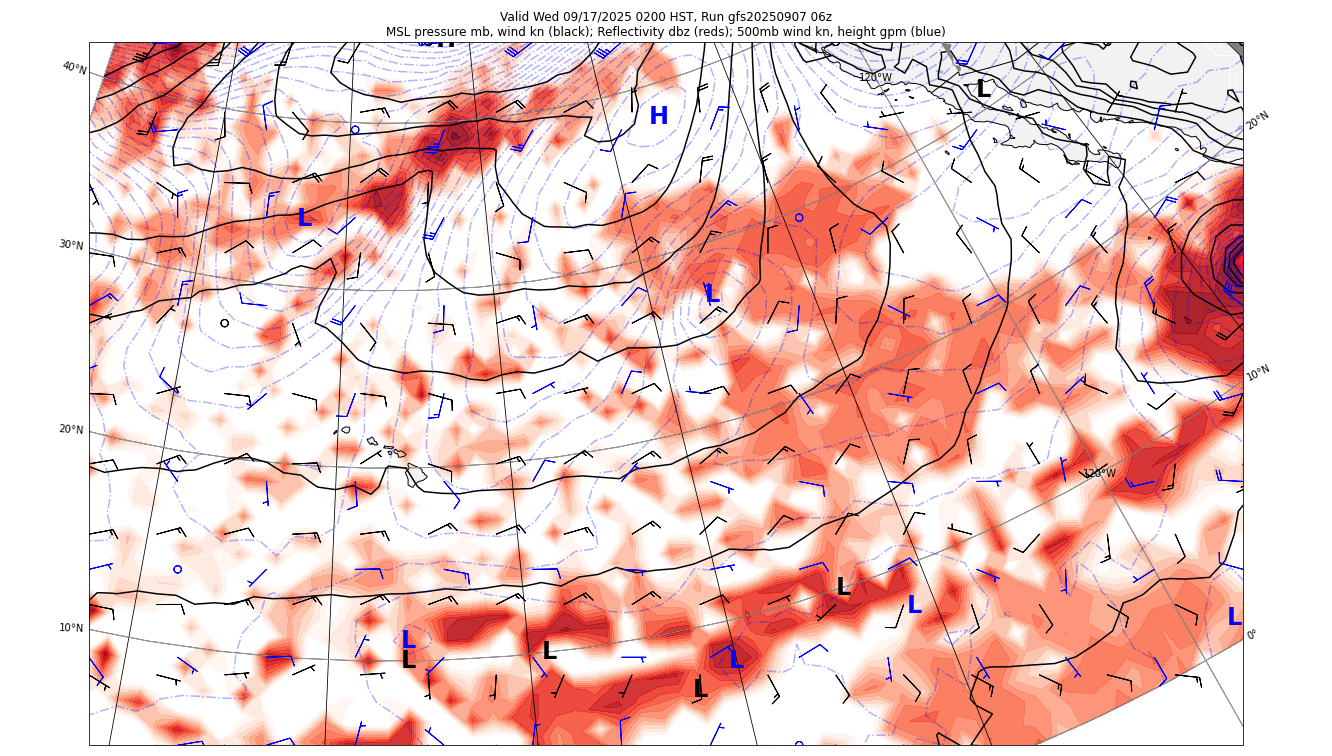 Valid Wed 09/17/2025 0200 HST, Run gfs20250907 06z
MSL pressure mb, wind kn (black); Reflectivity dbz (reds); 500mb wind kn, height gpm (blue)
40°N
120°W
L
H
20°N
L
30°N
L
10°N
20°N
120°W
L
L
L
10°N
0°
L
L
L
L
L